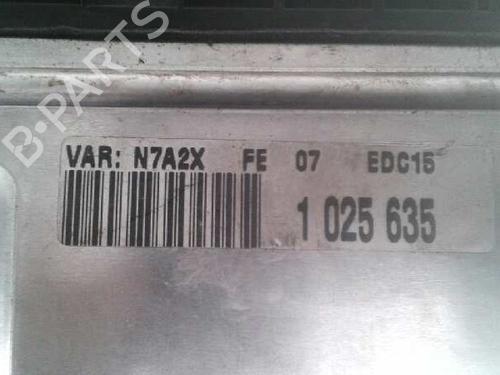 B-PARTS
VAR: N7A2X FE 07 EDC15
1 025 635